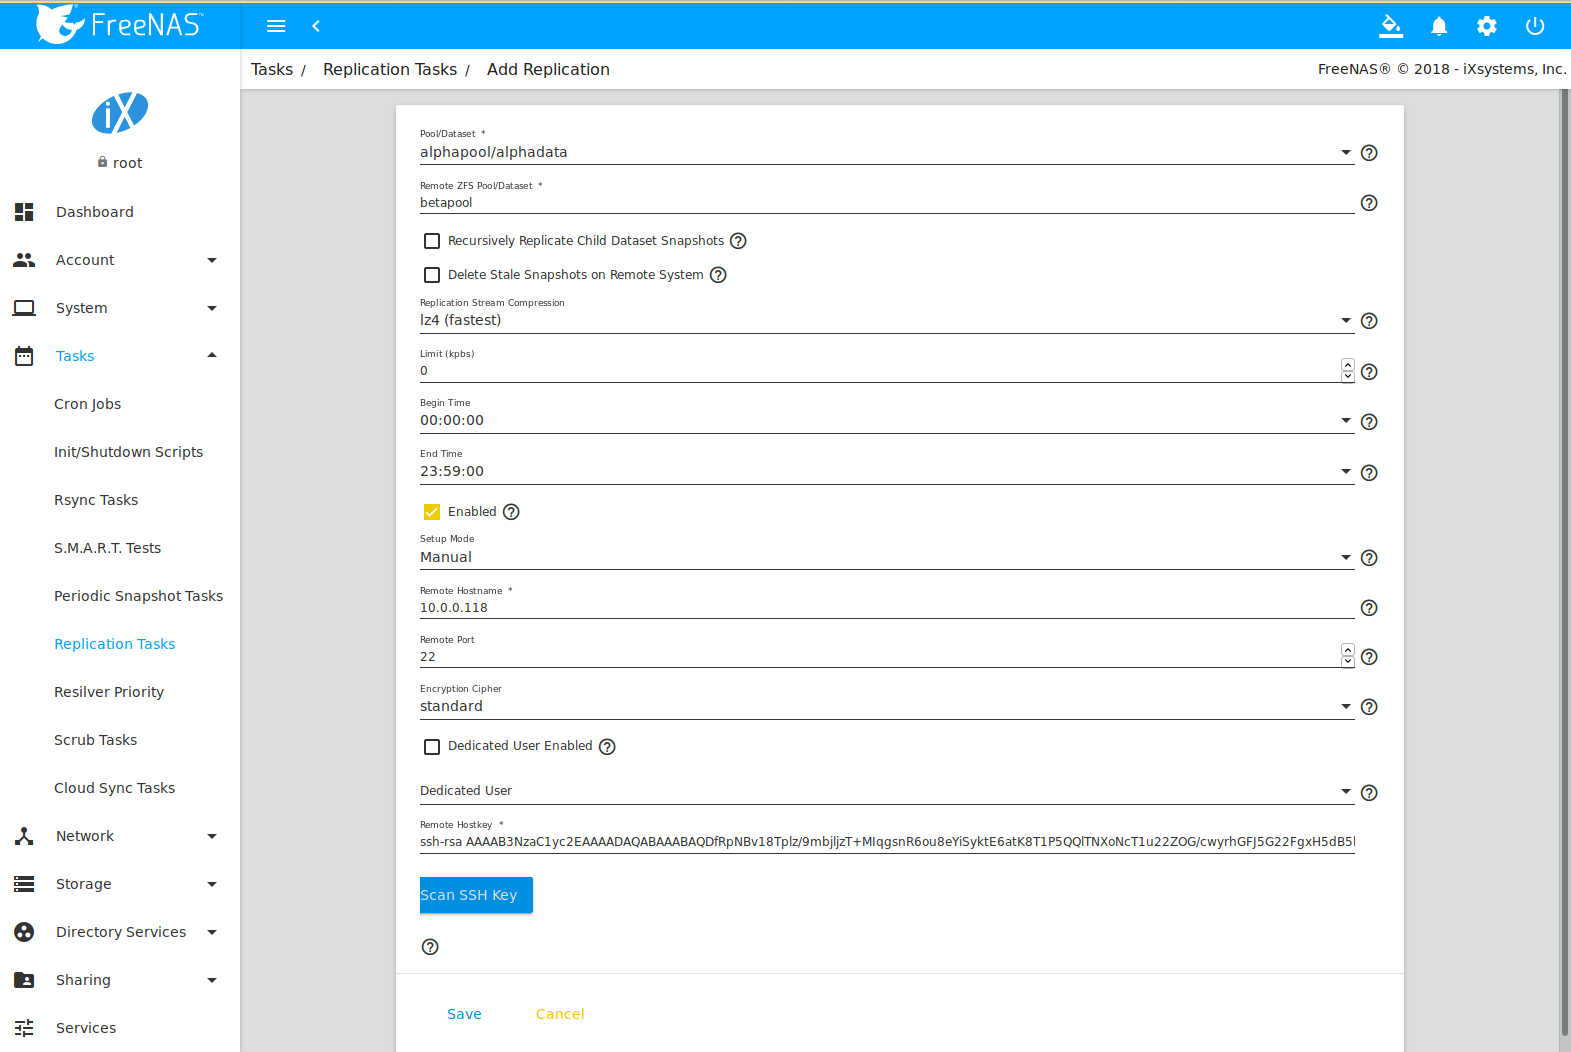 FreeNAS™
Tasks / Replication Tasks / Add Replication
FreeNAS® © 2018 - iXsystems, Inc.
iX
root
Dashboard
Account
System
Tasks
Cron Jobs
Init/Shutdown Scripts
Rsync Tasks
S.M.A.R.T. Tests
Periodic Snapshot Tasks
Replication Tasks
Resilver Priority
Scrub Tasks
Cloud Sync Tasks
Network
Storage
Directory Services
Sharing
Services
Pool/Dataset *
alphapool/alphadata
Remote ZFS Pool/Dataset *
betapool
Recursively Replicate Child Dataset Snapshots
Delete Stale Snapshots on Remote System
Replication Stream Compression
lz4 (fastest)
Limit (kpbs)
0
Begin Time
00:00:00
End Time
23:59:00
Enabled
Setup Mode
Manual
Remote Hostname *
10.0.0.118
Remote Port
22
Encryption Cipher
standard
Dedicated User Enabled
Dedicated User
Remote Hostkey *
ssh-rsa
Scan SSH Key
Save
Cancel